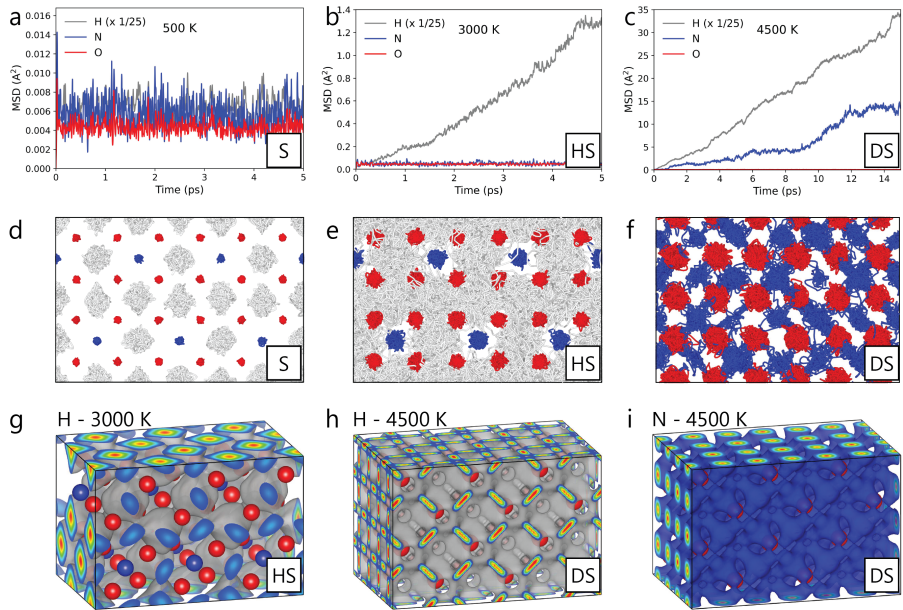 a
500 K
H (x 1/25)
N
O
MSD (Å²)
0.016
0.014
0.012
0.010
0.008
0.006
0.004
0.002
0.000
0
1
2
3
4
5
Time (ps)
S
b
3000 K
H (x 1/25)
N
O
MSD (Å²)
1.4
1.2
1.0
0.8
0.6
0.4
0.2
0.0
0
1
2
3
4
5
Time (ps)
HS
c
4500 K
H (x 1/25)
N
O
MSD (Å²)
35
30
25
20
15
10
5
0
0
2
4
6
8
10
12
14
Time (ps)
DS
d
S
e
HS
f
DS
g
H - 3000 K
HS
h
H - 4500 K
DS
i
N - 4500 K
DS